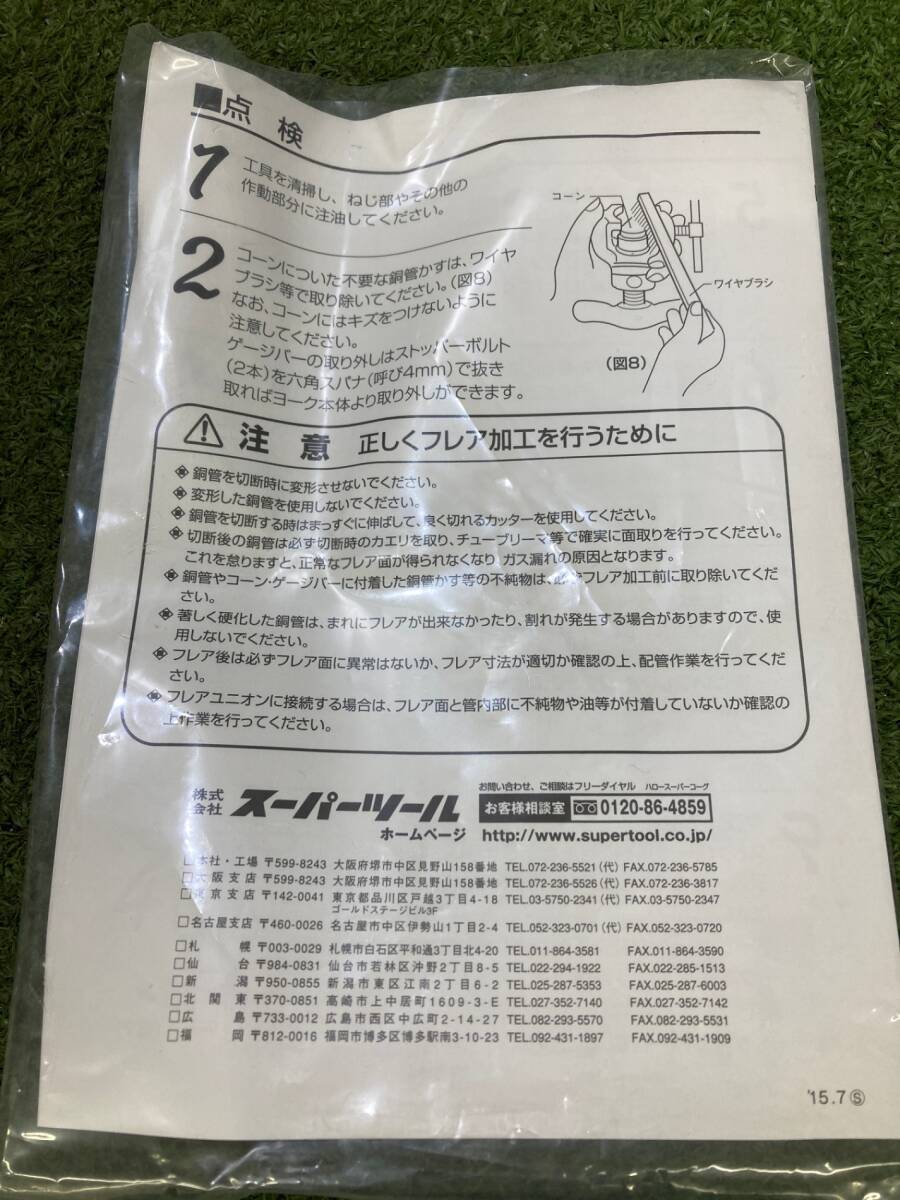 ■点検
1
工具を清掃し、ねじ部やその他の
作動部分に注油してください。
2
コーンについた不要な銅管かすは、ワイヤ
ブラシ等で取り除いてください。(図8)
なお、コーンにはキズをつけないように
注意してください。
ゲージバーの取り外しはストッパーボルト
(2本)を六角スパナ(呼び4mm)で抜き
取ればヨーク本体より取り外しができます。
コーン
ワイヤブラシ
(図8)
注意 正しくフレア加工を行うために
銅管を切断時に変形させないでください。
変形した銅管を使用しないでください。
銅管を切断する時はまっすぐに伸ばして、良く切れるカッターを使用してください。
切断後の銅管は必ず切断時のカエリを取り、チューブリーマ等で確実に面取りを行ってください。
これを怠りますと、正常なフレア面が得られなくなり ガス漏れの原因となります。
銅管やコーン・ゲージバーに付着した銅管かす等の不純物は、必ずフレア加工前に取り除いてくだ
さい。
著しく硬化した銅管は、まれにフレアが出来なかったり、割れが発生する場合がありますので、使
用しないでください。
フレア後は必ずフレア面に異常はないか、フレア寸法が適切か確認の上、配管作業を行ってくだ
さい。
フレアユニオンに接続する場合は、フレア面と管内部に不純物や油等が付着していないか確認の
上作業を行ってください。
お問い合わせ、ご相談はフリーダイヤル ハロースーパーコーグ
株式会社 スーパーツール お客様相談室 0120-86-4859
ホームページ http://www.supertool.co.jp/
□本社・工場 〒599-8243 大阪府堺市中区見野山158番地 TEL.072-236-5521(代) FAX.072-236-5785
□大阪支店 〒599-8243 大阪府堺市中区見野山158番地 TEL.072-236-5526(代) FAX.072-236-3817
□東京支店 〒142-0041 東京都品川区戸越3丁目4-18 TEL.03-5750-2341(代) FAX.03-5750-2347
ゴールドステージビル3F
□名古屋支店 〒460-0026 名古屋市中区伊勢山1丁目2-4 TEL.052-323-0701(代) FAX.052-323-0720
□札幌 〒003-0029 札幌市白石区平和通3丁目北4-20 TEL.011-864-3581 FAX.011-864-3590
□仙台 〒984-0831 仙台市若林区沖野2丁目8-5 TEL.022-294-1922 FAX.022-285-1513
□新潟 〒950-0855 新潟市東区江南2丁目6-2 TEL.025-287-5353 FAX.025-287-6003
□北関東 〒370-0851 高崎市上中居町1609-3-E TEL.027-352-7140 FAX.027-352-7142
□広島 〒733-0012 広島市西区中広町2-14-27 TEL.082-293-5570 FAX.082-293-5531
□福岡 〒812-0016 福岡市博多区博多駅南3-10-23 TEL.092-431-1897 FAX.092-431-1909
'15.7Ⓢ